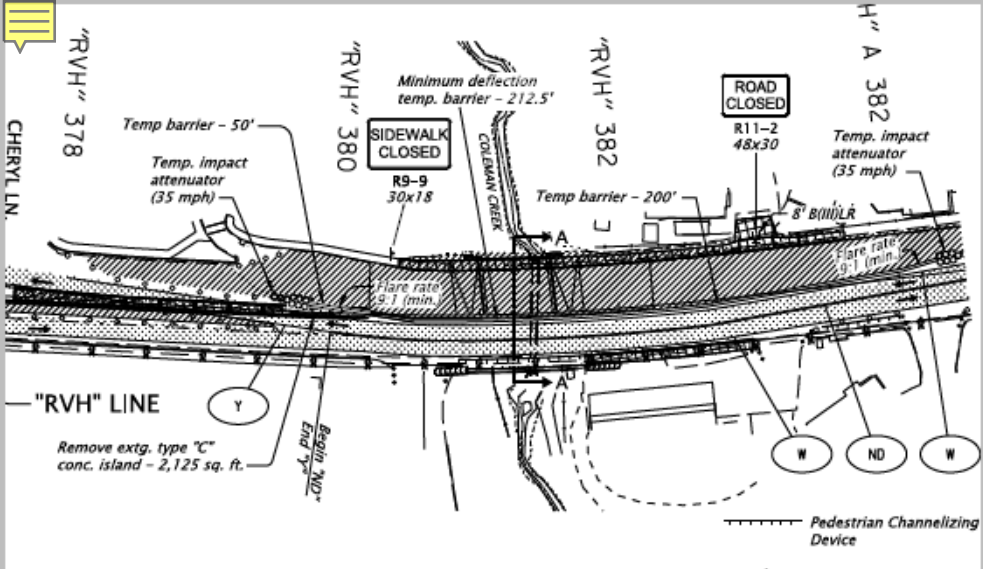 "RVH" 378
"RVH" 380
"RVH" 382
H" A 382
CHERYL LN.
Temp barrier - 50'
Temp. impact
attenuator
(35 mph)
SIDEWALK
CLOSED
R9-9
30x18
Minimum deflection
temp. barrier - 212.5'
COLEMAN CREEK
Temp barrier - 200'
ROAD
CLOSED
R11-2
48x30
Temp. impact
attenuator
(35 mph)
8' B(III)LR
A
Flare rate
9:1 (min.
Flare rate
9:1 (min.
A
"RVH" LINE
Y
Remove extg. type "C"
conc. island - 2,125 sq. ft.
Begin "ND"
End "Y"
W
ND
W
Pedestrian Channelizing
Device